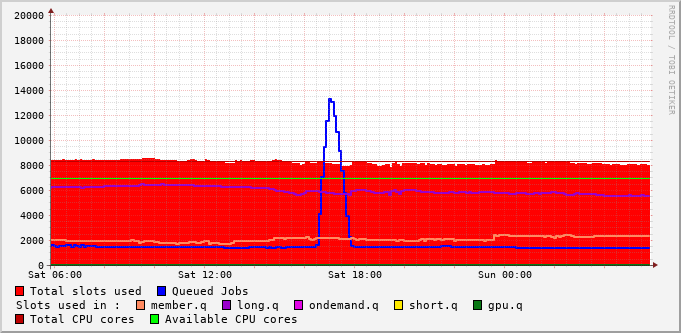 RRDTOOL / TOBI OETIKER
20000
18000
16000
14000
12000
10000
8000
6000
4000
2000
0
Sat 06:00 Sat 12:00 Sat 18:00 Sun 00:00
Total slots used Queued Jobs
Slots used in : member.q long.q ondemand.q short.q gpu.q
Total CPU cores Available CPU cores